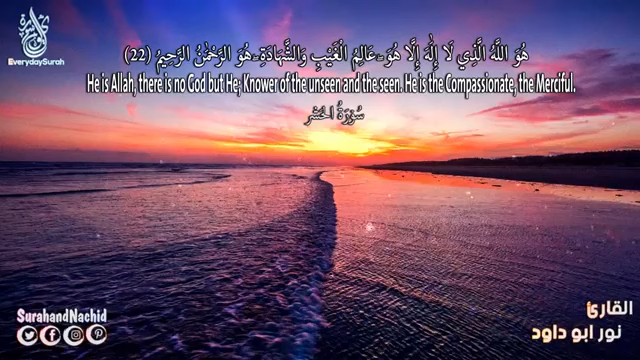 EverydaySurah
هُوَ اللَّهُ الَّذِي لَا إِلَٰهَ إِلَّا هُوَ ۖ عَالِمُ الْغَيْبِ وَالشَّهَادَةِ ۖ هُوَ الرَّحْمَٰنُ الرَّحِيمُ (22)
He is Allah, there is no God but He; Knower of the unseen and the seen. He is the Compassionate, the Merciful.
سُورَةُ الحَشْر
SurahandNachid
القارئ
نور ابو داود